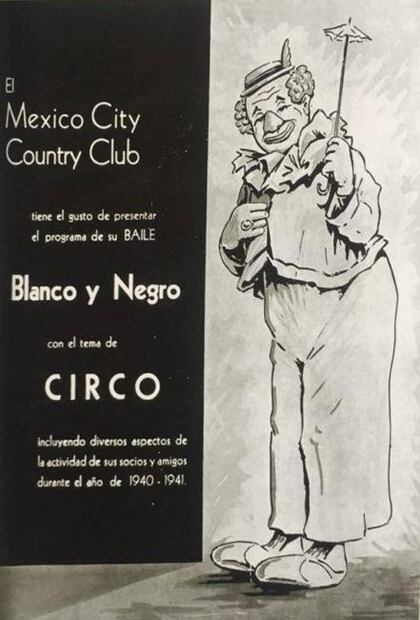 El
Mexico City
Country Club
tiene el gusto de presentar
el programa de su BAILE
Blanco y Negro
con el tema de
CIRCO
incluyendo diversos aspectos de
la actividad de sus socios y amigos
durante el año de 1940 - 1941.